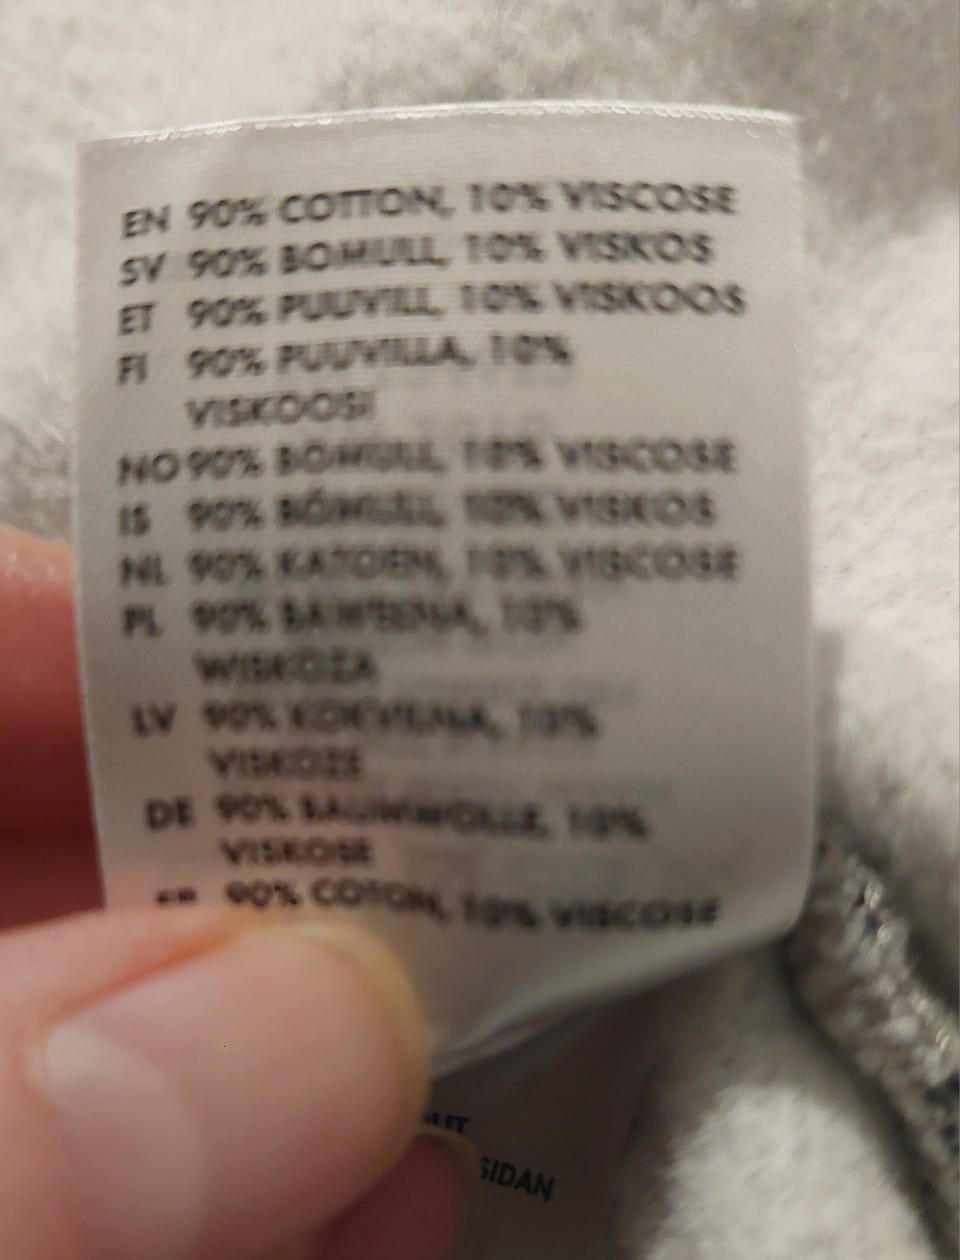 EN 90% COTTON, 10% VISCOSE
SV 90% BOMULL, 10% VISKOS
ET 90% PUUVILL, 10% VISKOOS
FI 90% PUUVILLA, 10%
VISKOOSI
NO 90% BOMULL, 10% VISCOSE
IS 90% BÓMULL, 10% VISKOS
NL 90% KATOEN, 10% VISCOSE
PL 90% BAWEŁNA, 10%
WISKOZA
LV 90% KOKVILNA, 10%
VISKOZE
DE 90% BAUMWOLLE, 10%
VISKOSE
90% COTON, 10% VISCOSE
SIDAN